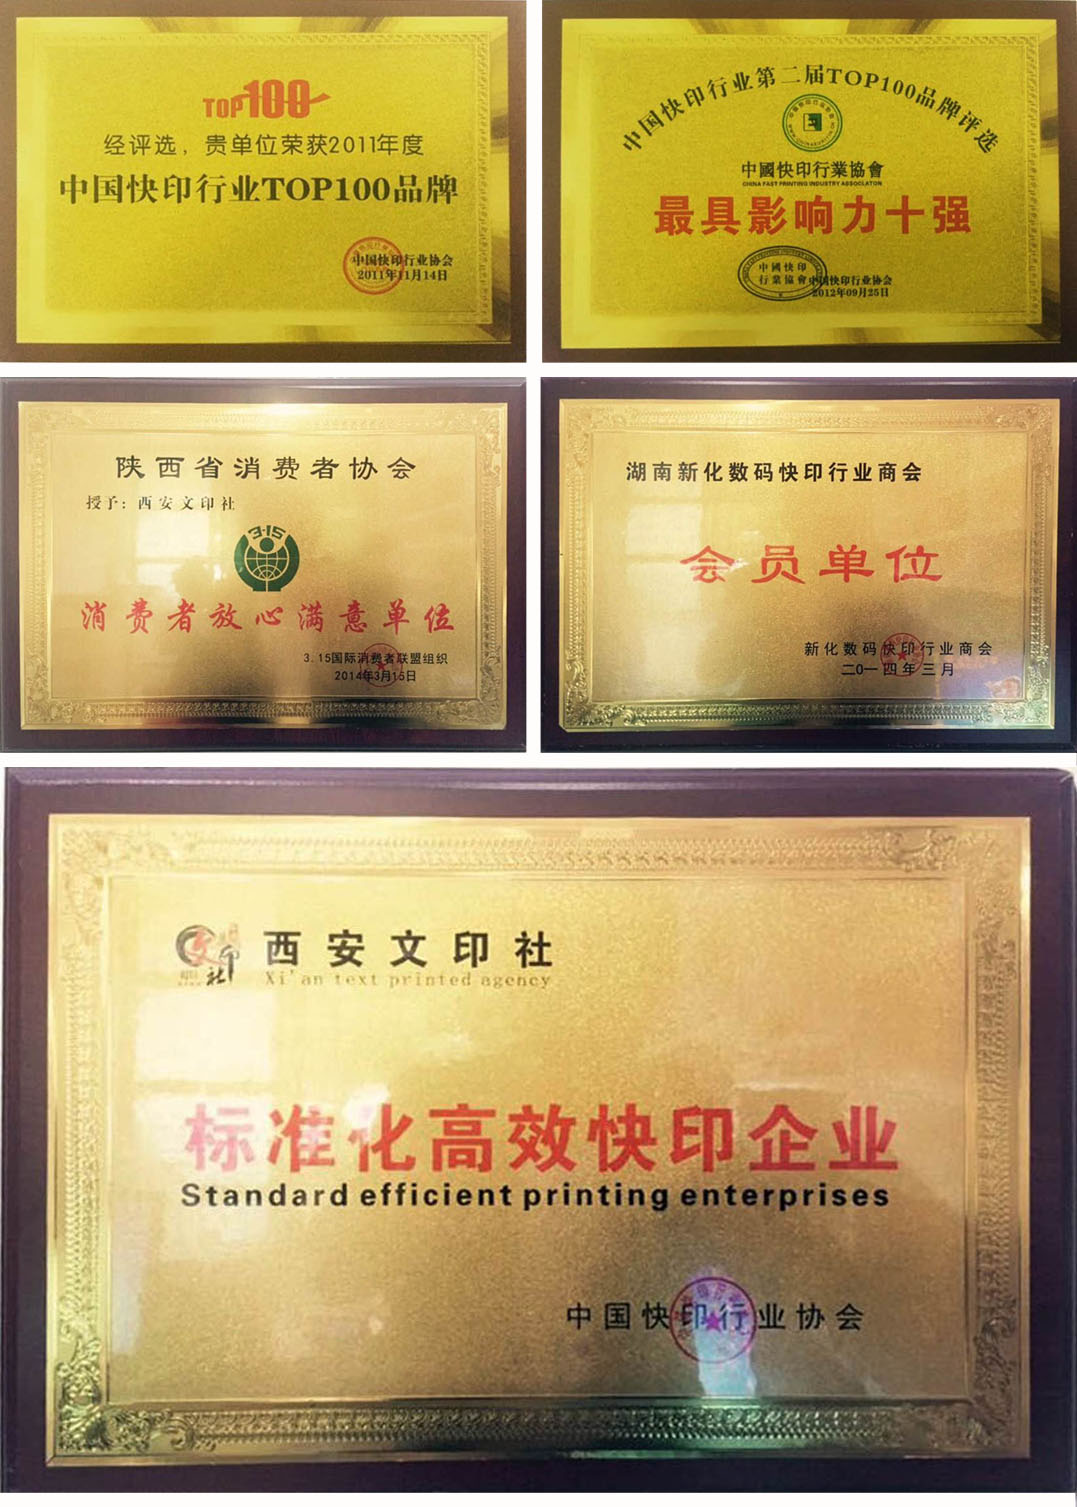 TOP100
经评选，贵单位荣获2011年度
中国快印行业TOP100品牌
中国快印行业协会
2011年11月14日
中国快印行业第二届TOP100品牌评选
中國快印行業協會
CHINA FAST PRINTING INDUSTRY ASSOCIATON
最具影响力十强
中國快印
行業協會
中国快印行业协会
2012年09月25日
陕西省消费者协会
授予：西安文印社
3·15
消费者放心满意单位
3.15国际消费者联盟组织
2014年3月15日
湖南新化数码快印行业商会
会员单位
新化数码快印行业商会
二0一四年三月
西安文印社
Xi'an text printed agency
标准化高效快印企业
Standard efficient printing enterprises
中国快印行业协会